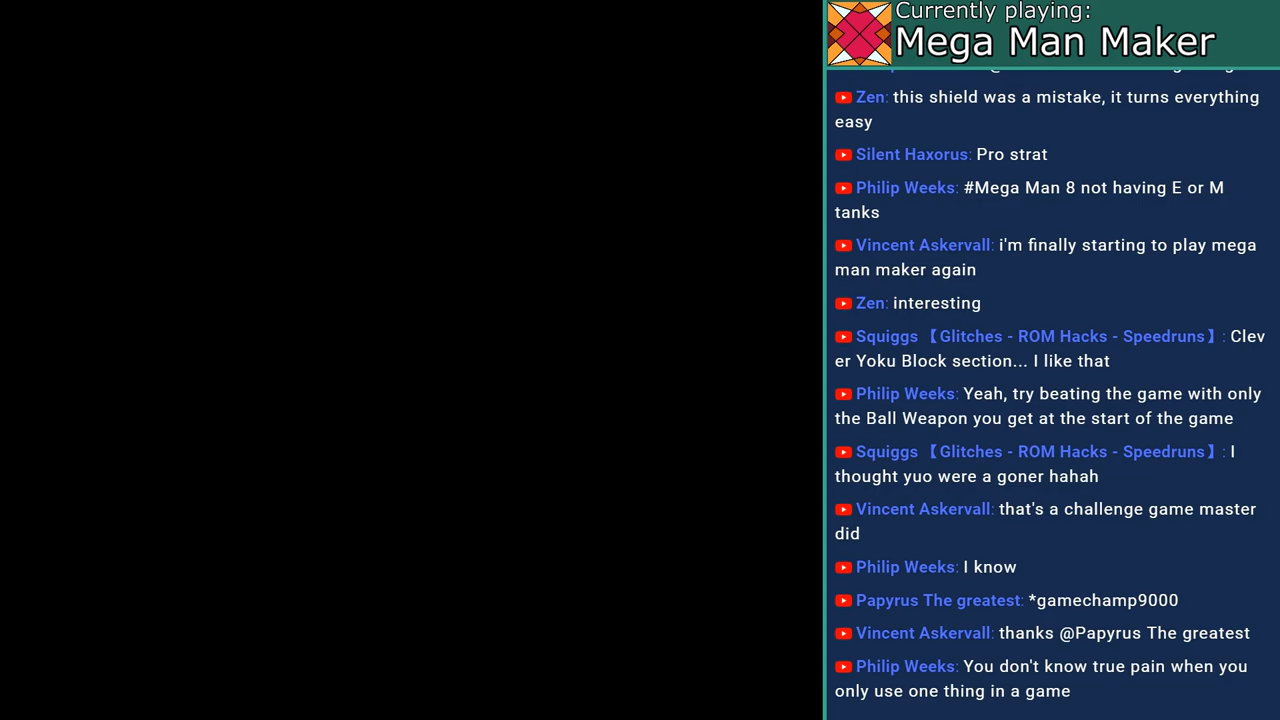 Currently playing:
Mega Man Maker
Zen: this shield was a mistake, it turns everything
easy
Silent Haxorus: Pro strat
Philip Weeks: #Mega Man 8 not having E or M
tanks
Vincent Askervall: i'm finally starting to play mega
man maker again
Zen: interesting
Squiggs 【Glitches - ROM Hacks - Speedruns】: Clev
er Yoku Block section... I like that
Philip Weeks: Yeah, try beating the game with only
the Ball Weapon you get at the start of the game
Squiggs 【Glitches - ROM Hacks - Speedruns】: I
thought yuo were a goner hahah
Vincent Askervall: that's a challenge game master
did
Philip Weeks: I know
Papyrus The greatest: *gamechamp9000
Vincent Askervall: thanks @Papyrus The greatest
Philip Weeks: You don't know true pain when you
only use one thing in a game